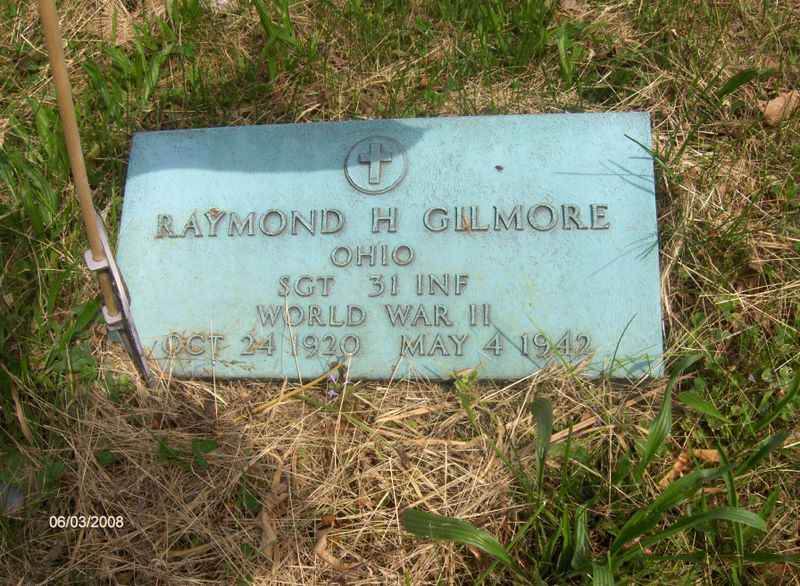 RAYMOND H GILMORE
OHIO
SGT 31 INF
WORLD WAR II
OCT 24 1920 MAY 4 1942
06/03/2008